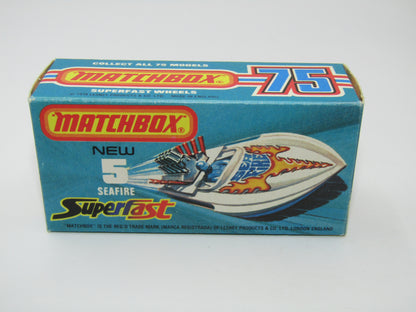 COLLECT ALL 75 MODELS
MATCHBOX
75
SUPERFAST WHEELS
MATCHBOX
NEW
5
SEAFIRE
SuperFast
"MATCHBOX" IS THE REG'D TRADE MARK (MARCA REGISTRADA) OF LESNEY PRODUCTS & CO. LTD. LONDON ENGLAND